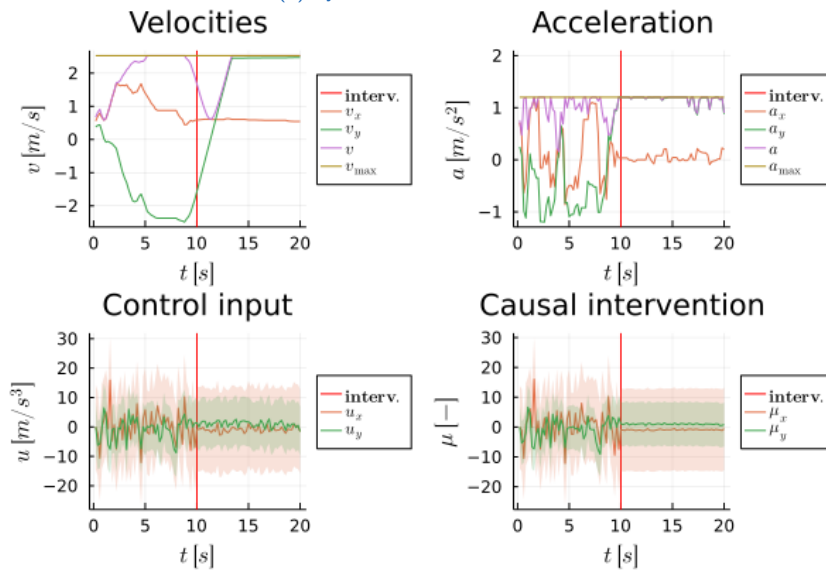 Velocities
v [m/s]
2
1
0
−1
−2
0
5
10
15
20
t [s]
interv.
v_x
v_y
v
v_max
Acceleration
a [m/s²]
2
1
0
−1
0
5
10
15
20
t [s]
interv.
a_x
a_y
a
a_max
Control input
u [m/s³]
30
20
10
0
−10
−20
0
5
10
15
20
t [s]
interv.
u_x
u_y
Causal intervention
μ [−]
30
20
10
0
−10
−20
0
5
10
15
20
t [s]
interv.
μ_x
μ_y